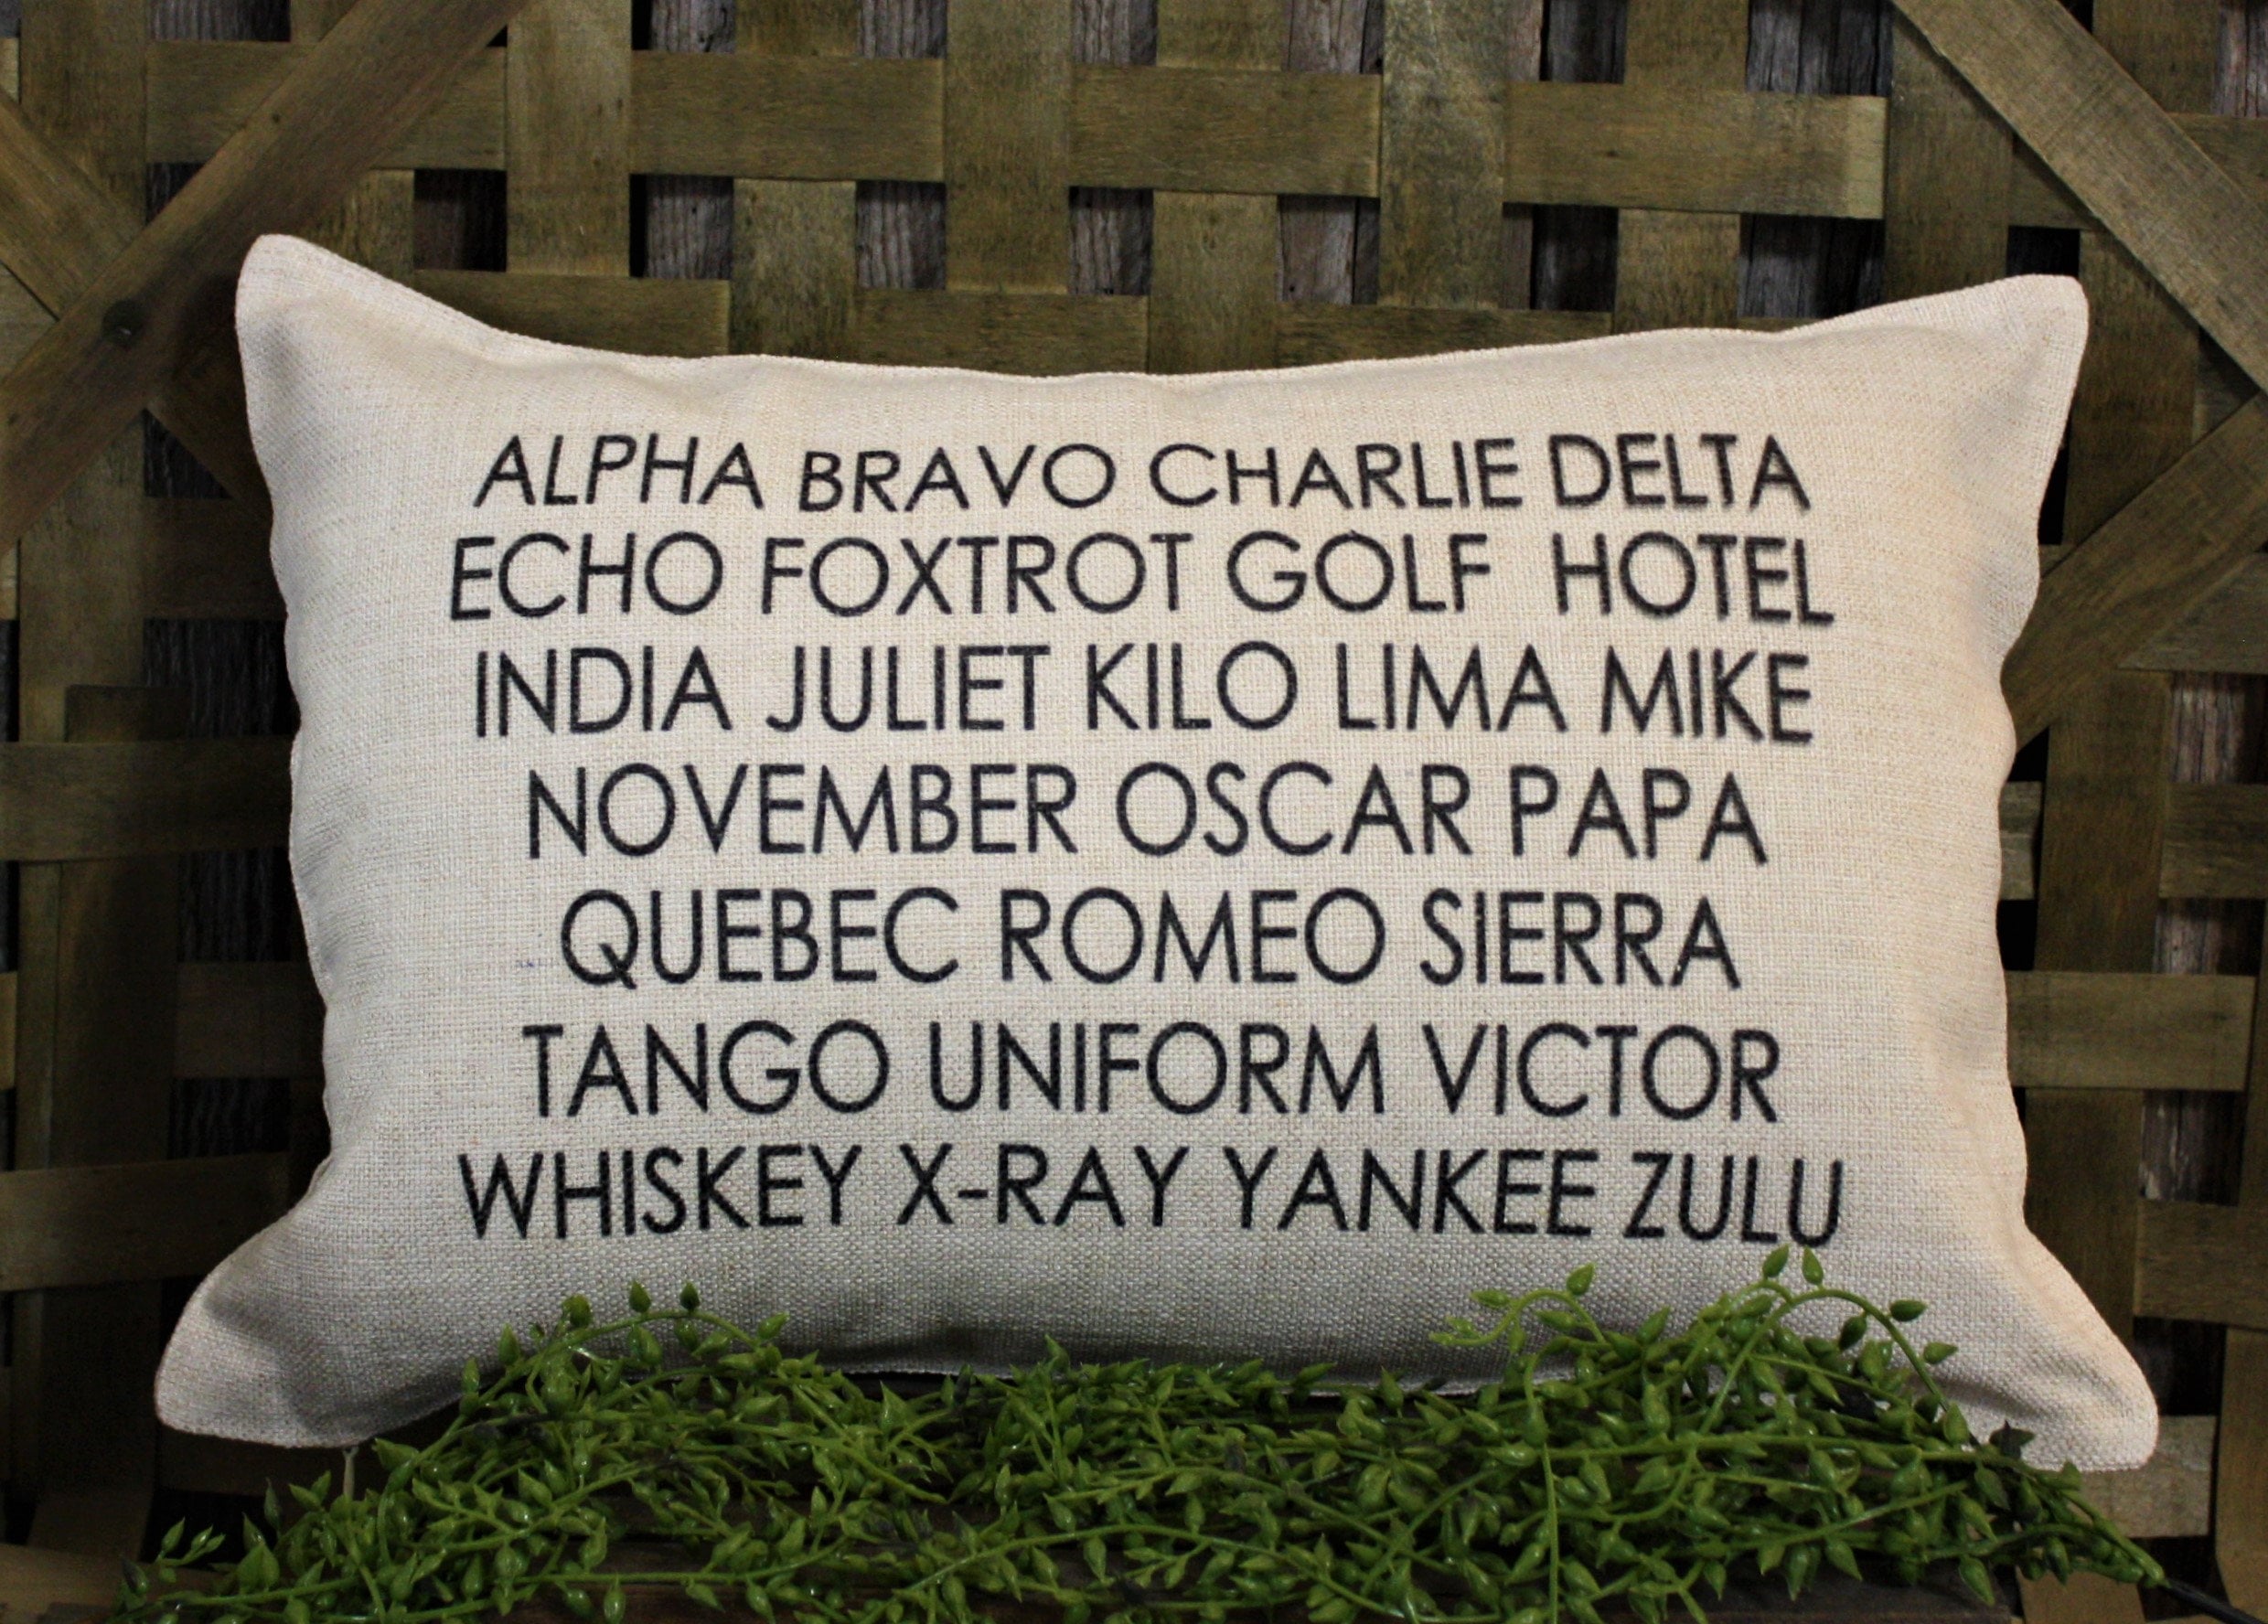 ALPHA BRAVO CHARLIE DELTA
ECHO FOXTROT GOLF HOTEL
INDIA JULIET KILO LIMA MIKE
NOVEMBER OSCAR PAPA
QUEBEC ROMEO SIERRA
TANGO UNIFORM VICTOR
WHISKEY X-RAY YANKEE ZULU